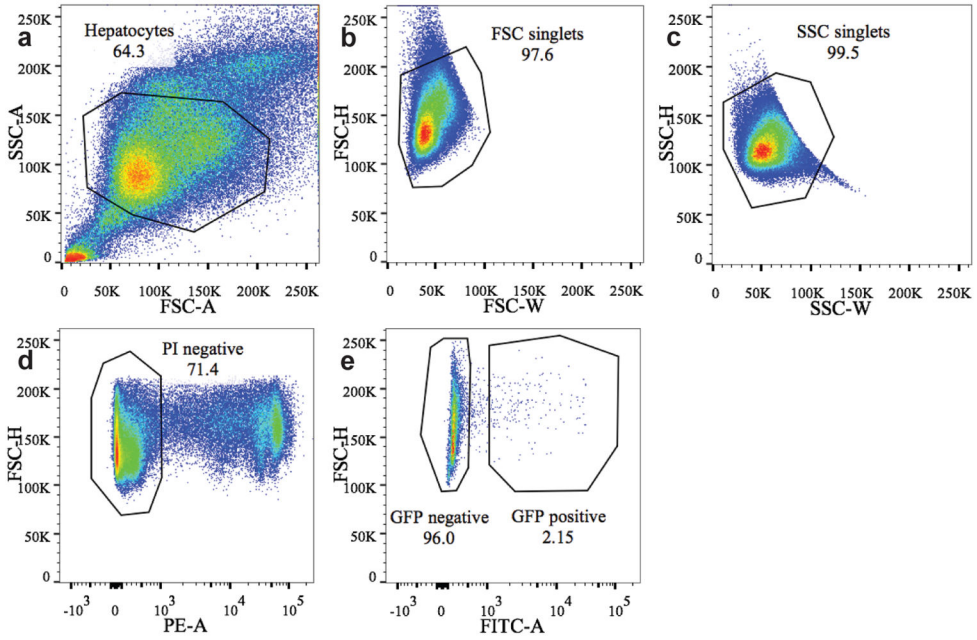 a
Hepatocytes
64.3
SSC-A
250K
200K
150K
100K
50K
0
0 50K 100K 150K 200K 250K
FSC-A
b
FSC singlets
97.6
FSC-H
250K
200K
150K
100K
50K
0
0 50K 100K 150K 200K 250K
FSC-W
c
SSC singlets
99.5
SSC-H
250K
200K
150K
100K
50K
0
0 50K 100K 150K 200K 250K
SSC-W
d
PI negative
71.4
FSC-H
250K
200K
150K
100K
50K
0
-10³ 0 10³ 10⁴ 10⁵
PE-A
e
FSC-H
250K
200K
150K
100K
50K
0
GFP negative
96.0
GFP positive
2.15
-10³ 0 10³ 10⁴ 10⁵
FITC-A